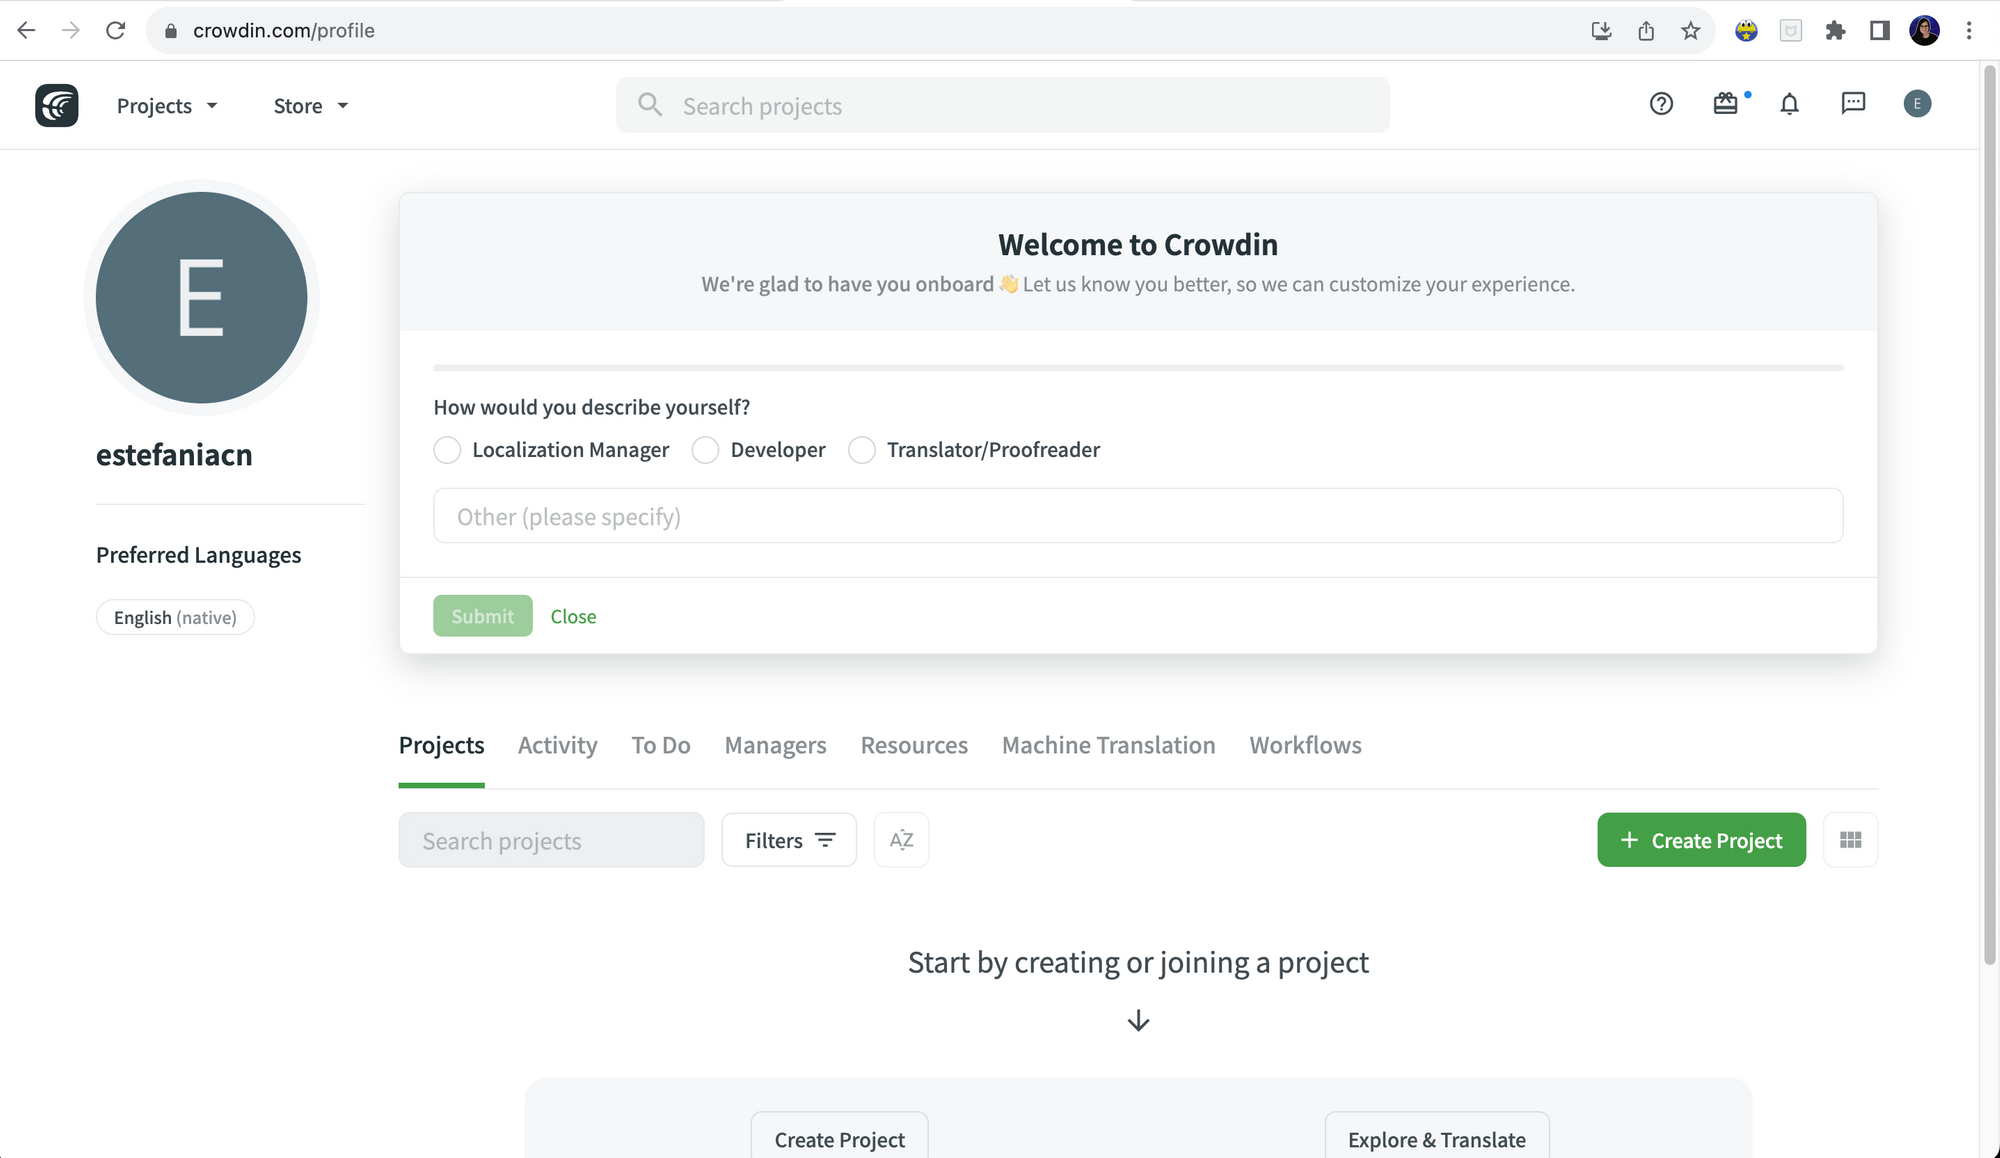 crowdin.com/profile
Projects
Store
Search projects
E
E
estefaniacn
Preferred Languages
English (native)
Welcome to Crowdin
We're glad to have you onboard 👋 Let us know you better, so we can customize your experience.
How would you describe yourself?
Localization Manager Developer Translator/Proofreader
Other (please specify)
Submit Close
Projects Activity To Do Managers Resources Machine Translation Workflows
Search projects Filters AZ + Create Project
Start by creating or joining a project
Create Project Explore & Translate